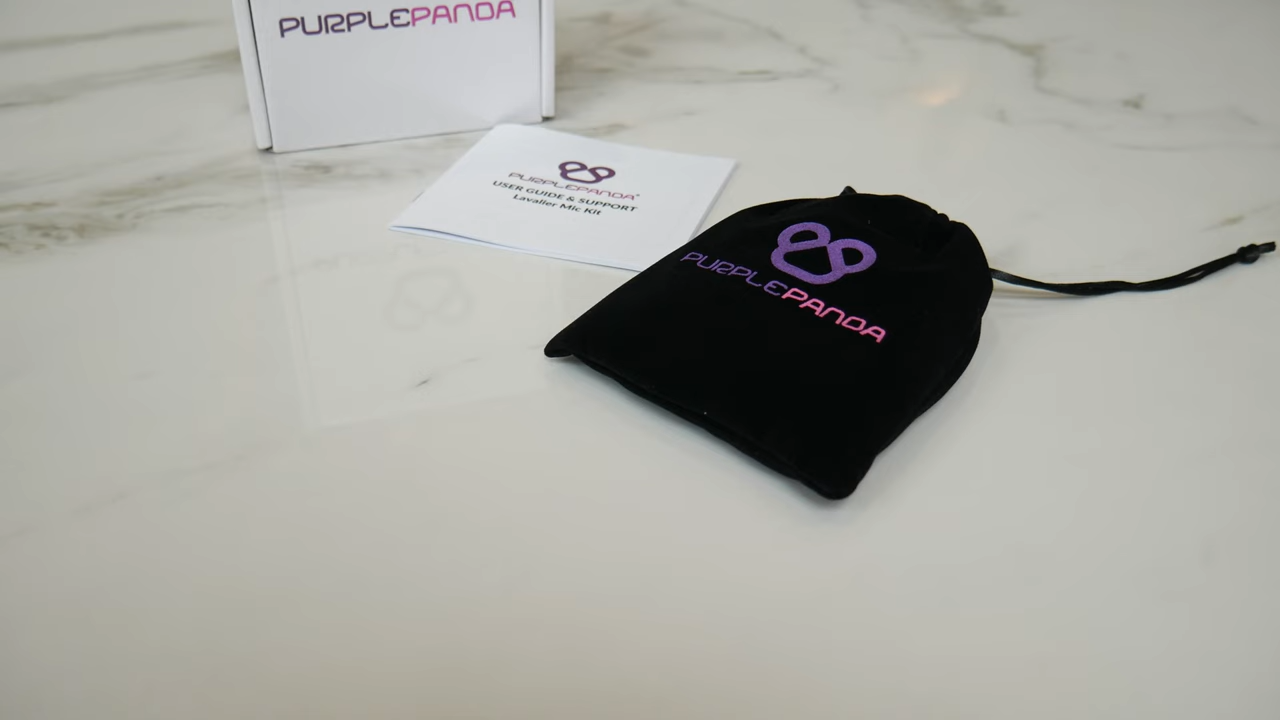 PURPLEPANDA
PURPLEPANDA®
USER GUIDE & SUPPORT
Lavalier Mic Kit
PURPLEPANDA